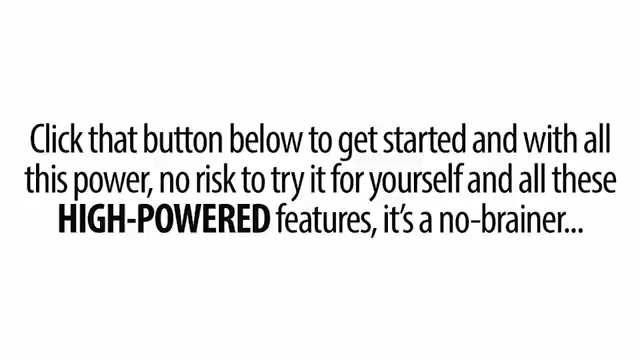 Click that button below to get started and with all
this power, no risk to try it for yourself and all these
HIGH-POWERED features, it's a no-brainer...